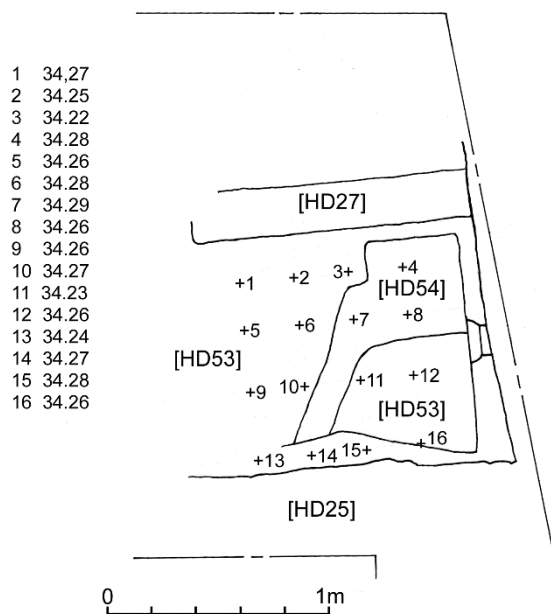 1 34,27
2 34.25
3 34.22
4 34.28
5 34.26
6 34.28
7 34.29
8 34.26
9 34.26
10 34.27
11 34.23
12 34.26
13 34.24
14 34.27
15 34.28
16 34.26
[HD27]
+1 +2 3+ +4
[HD54]
+5 +6 +7 +8
[HD53]
+9 10+ +11 +12
[HD53]
+13 +14 15+ +16
[HD25]
0 1m